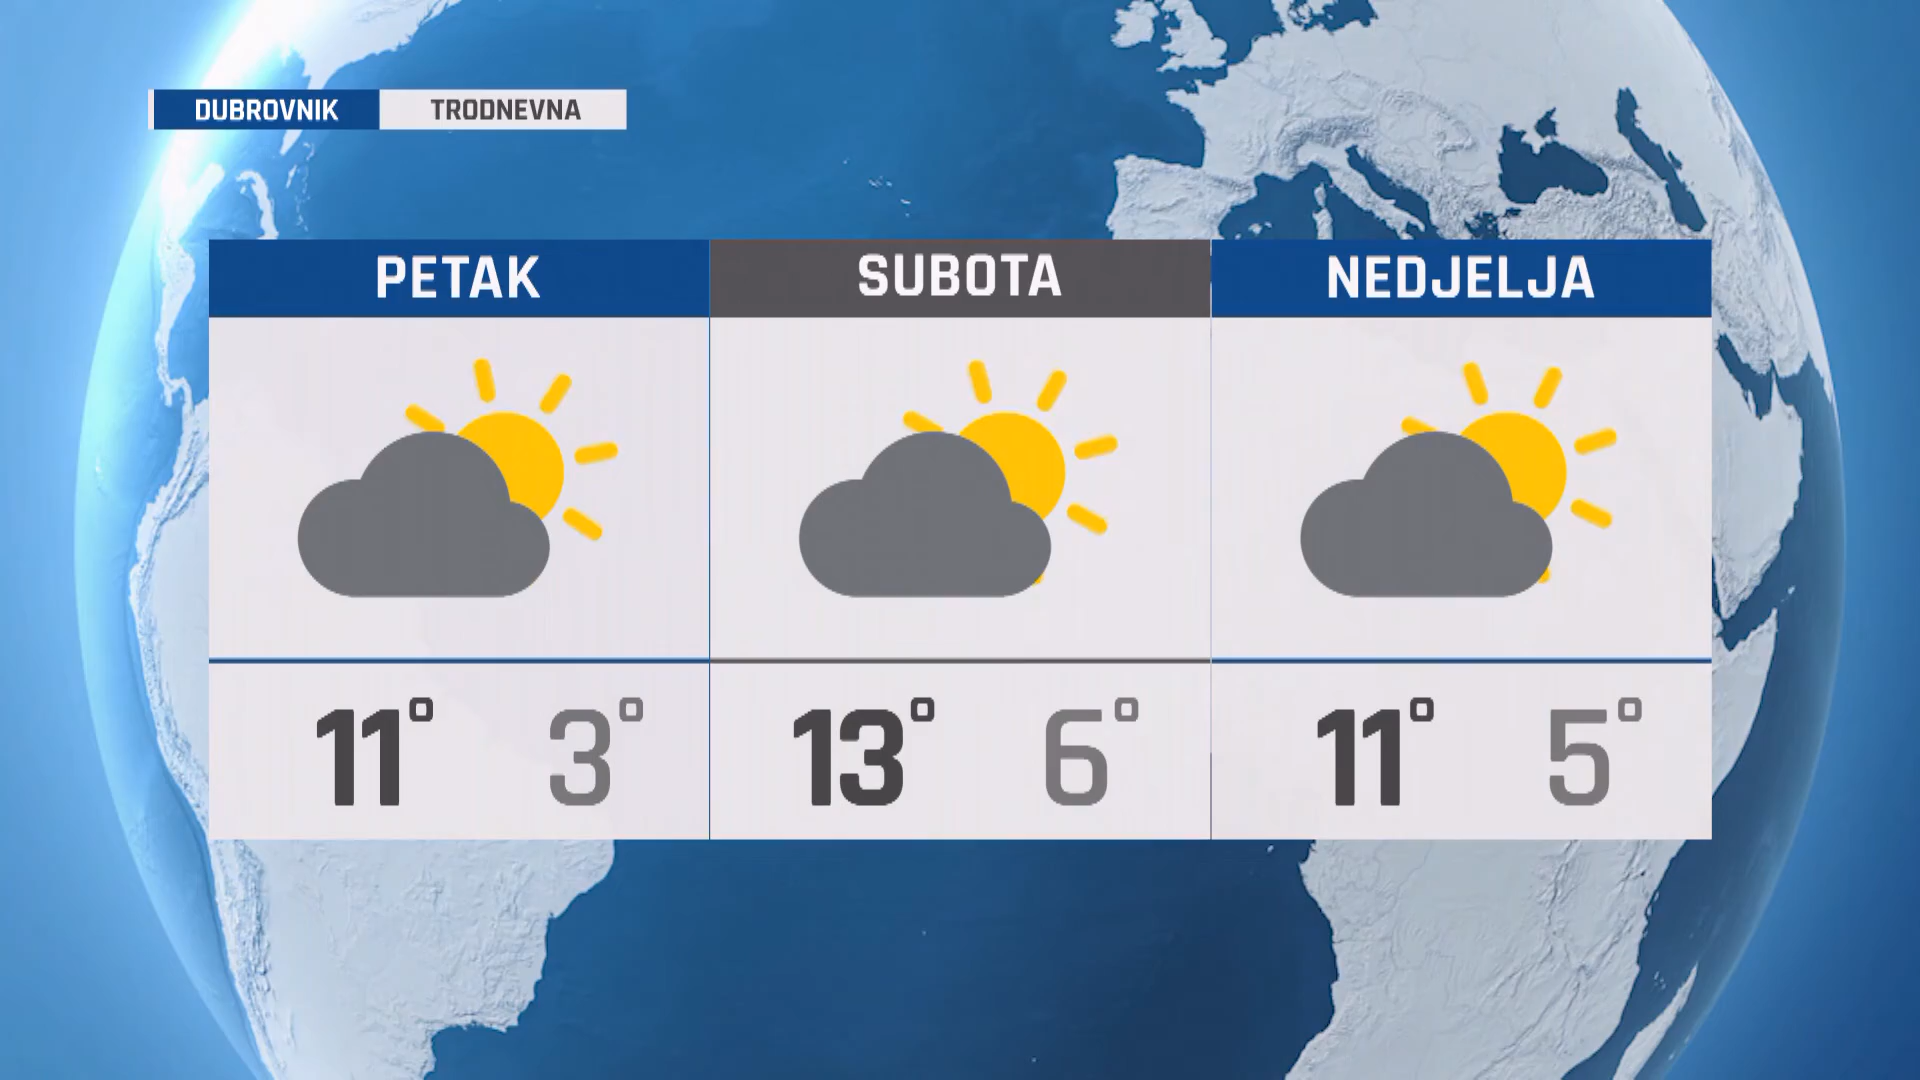 DUBROVNIK TRODNEVNA
PETAK SUBOTA NEDJELJA
11° 3° 13° 6° 11° 5°